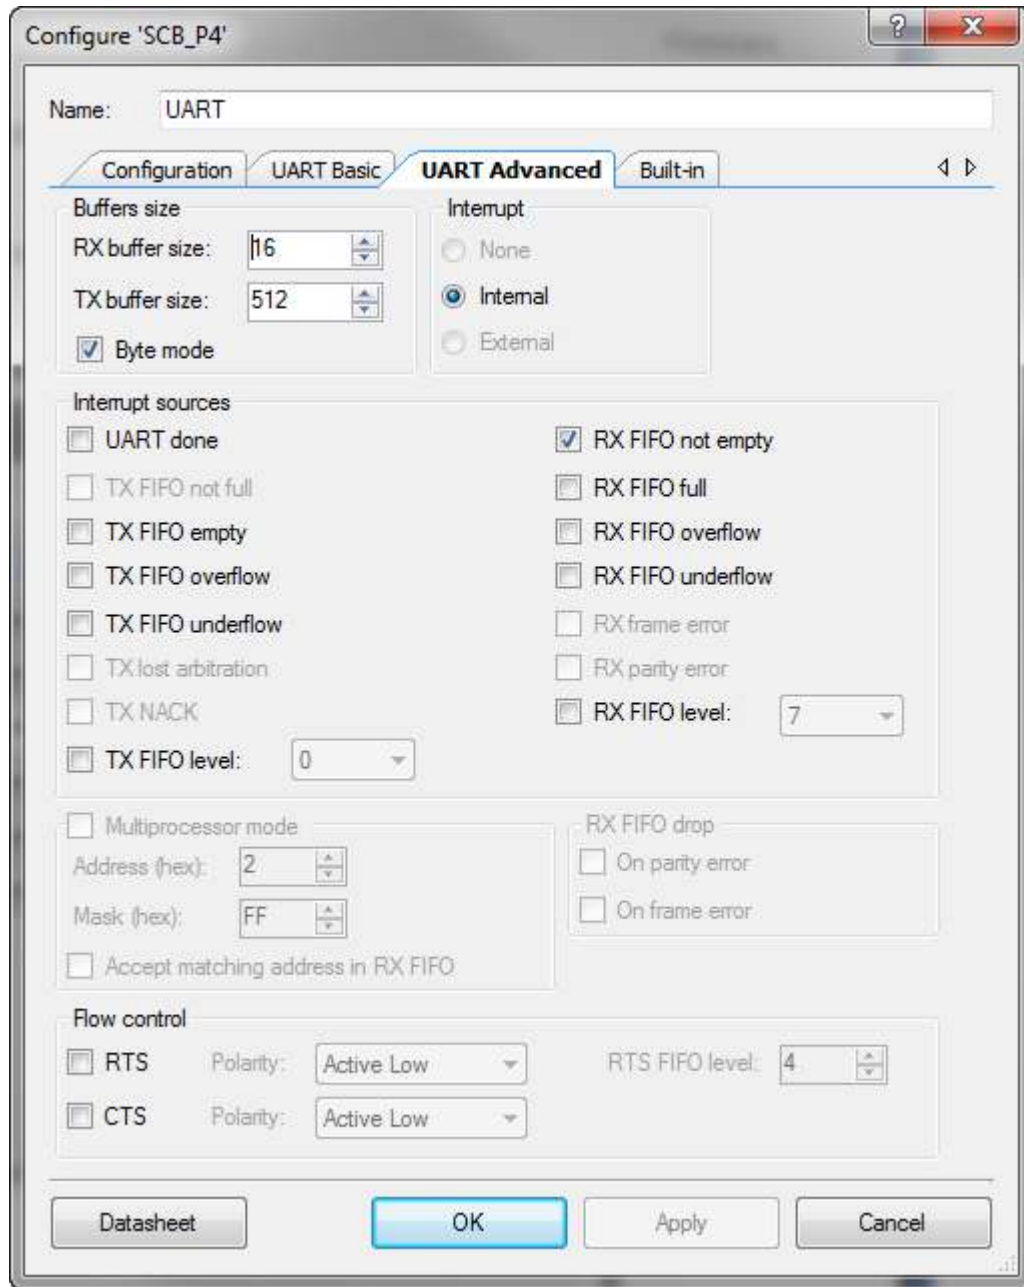 Configure 'SCB_P4'
Name: UART
Configuration UART Basic UART Advanced Built-in
Buffers size
RX buffer size: 16
TX buffer size: 512
Byte mode
Interrupt
None
Internal
External
Interrupt sources
UART done
TX FIFO not full
TX FIFO empty
TX FIFO overflow
TX FIFO underflow
TX lost arbitration
TX NACK
TX FIFO level: 0
RX FIFO not empty
RX FIFO full
RX FIFO overflow
RX FIFO underflow
RX frame error
RX parity error
RX FIFO level: 7
Multiprocessor mode
Address (hex): 2
Mask (hex): FF
Accept matching address in RX FIFO
RX FIFO drop
On parity error
On frame error
Flow control
RTS Polarity: Active Low RTS FIFO level: 4
CTS Polarity: Active Low
Datasheet OK Apply Cancel